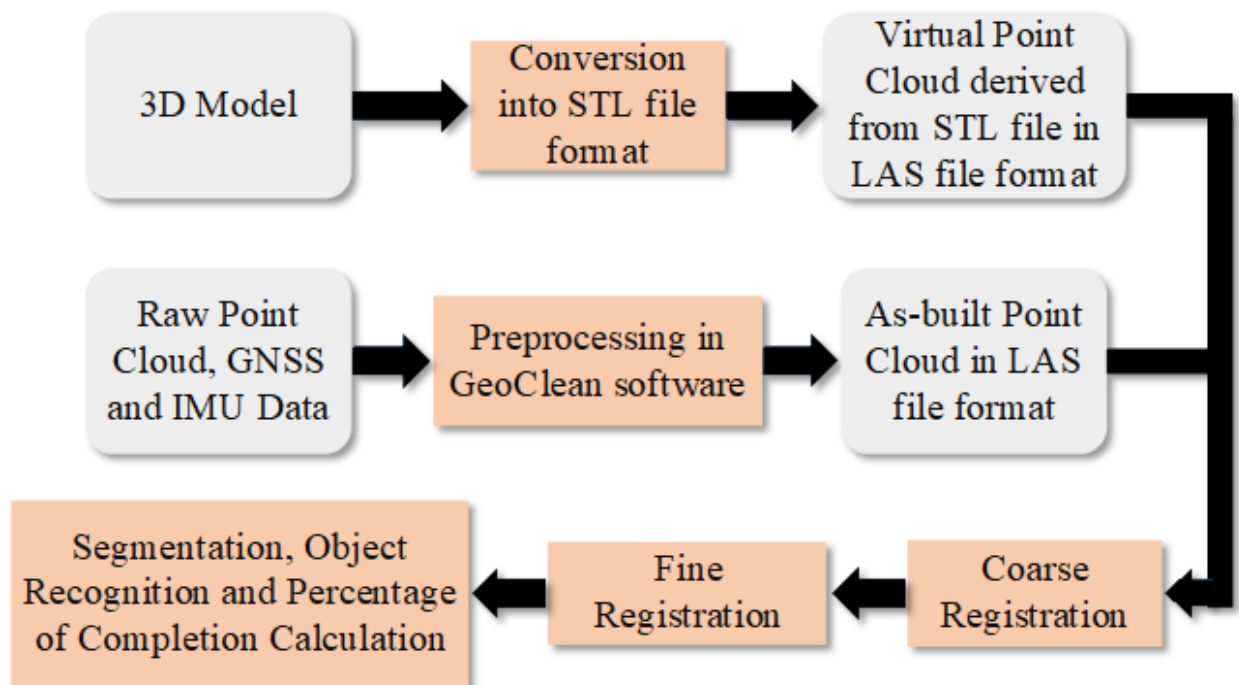 3D Model
Conversion
into STL file
format
Virtual Point
Cloud derived
from STL file in
LAS file format
Raw Point
Cloud, GNSS
and IMU Data
Preprocessing in
GeoClean software
As-built Point
Cloud in LAS
file format
Segmentation, Object
Recognition and Percentage
of Completion Calculation
Fine
Registration
Coarse
Registration